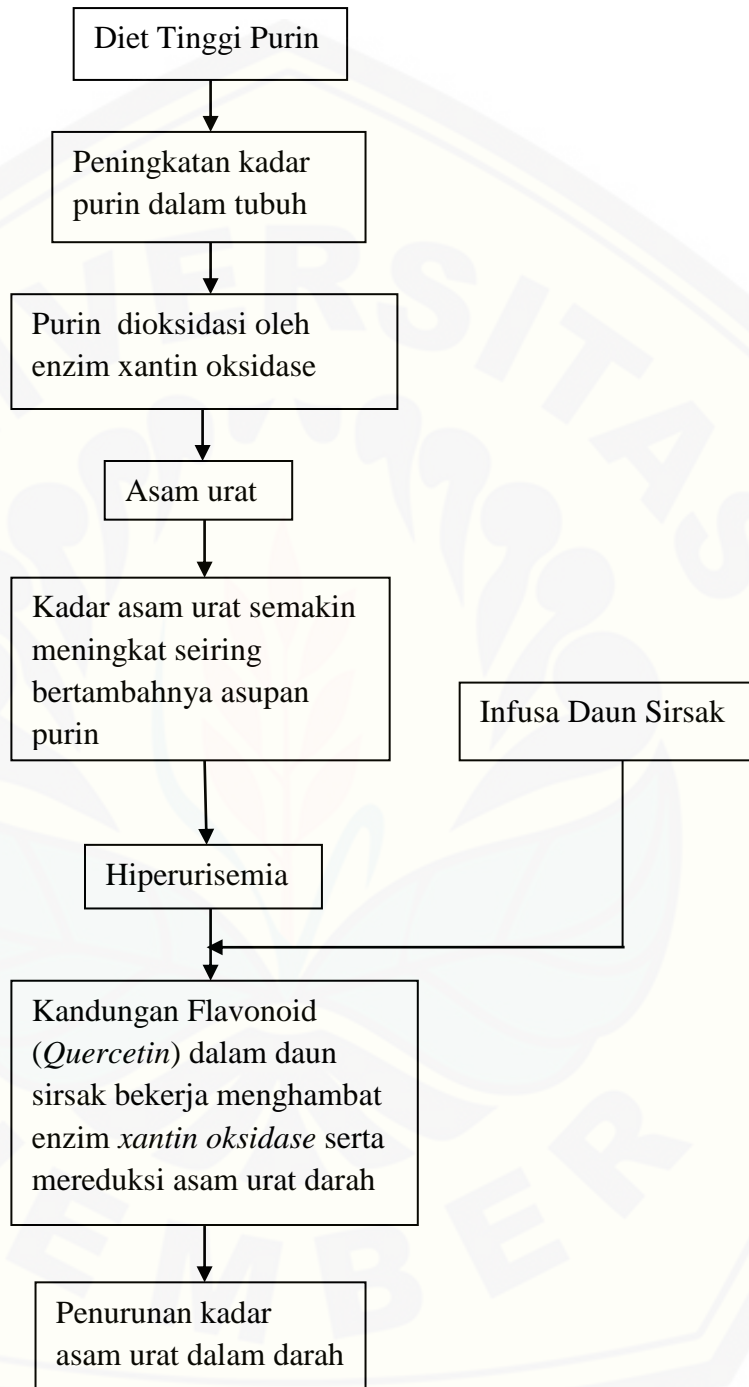 Diet Tinggi Purin
Peningkatan kadar
purin dalam tubuh
Purin dioksidasi oleh
enzim xantin oksidase
Asam urat
Kadar asam urat semakin
meningkat seiring
bertambahnya asupan
purin
Infusa Daun Sirsak
Hiperurisemia
Kandungan Flavonoid
(Quercetin) dalam daun
sirsak bekerja menghambat
enzim xantin oksidase serta
mereduksi asam urat darah
Penurunan kadar
asam urat dalam darah
VERSITAS
EMBER